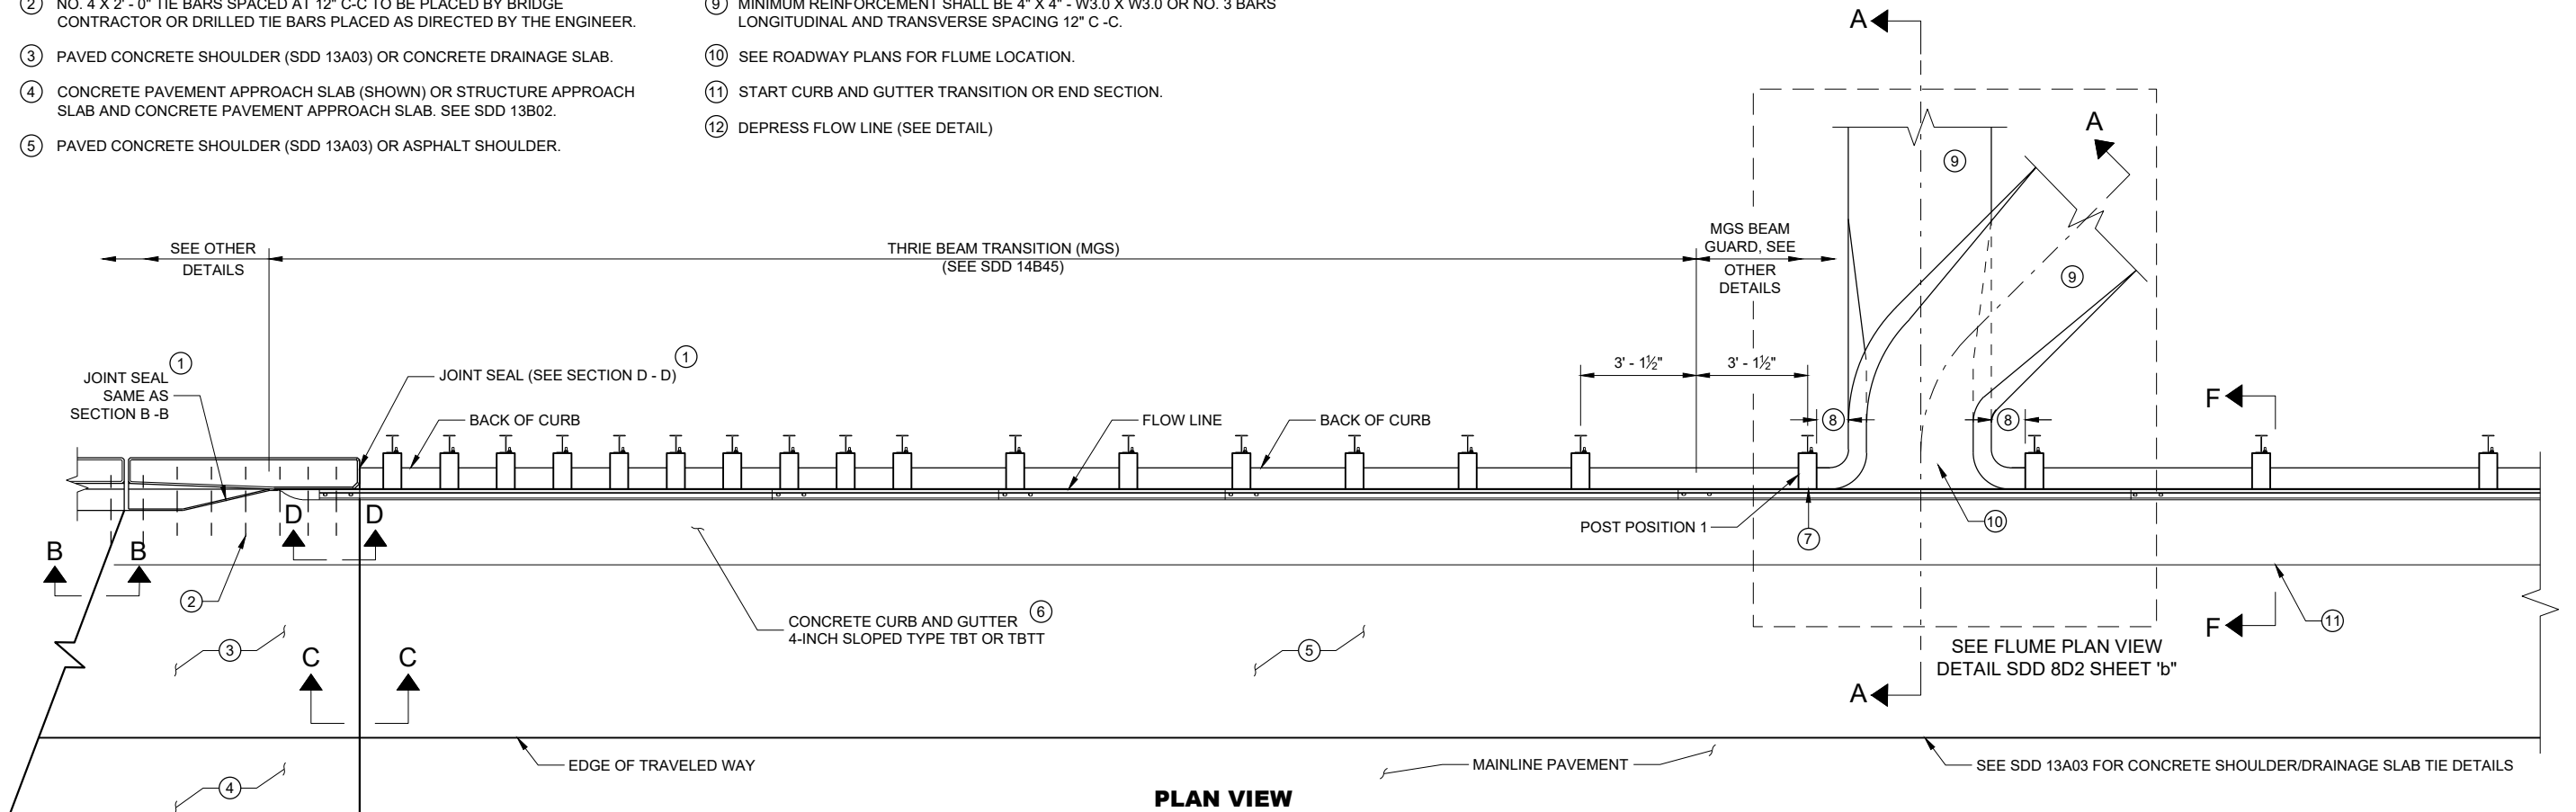 ② NO. 4 X 2' - 0" TIE BARS SPACED AT 12" C-C TO BE PLACED BY BRIDGE
CONTRACTOR OR DRILLED TIE BARS PLACED AS DIRECTED BY THE ENGINEER.
③ PAVED CONCRETE SHOULDER (SDD 13A03) OR CONCRETE DRAINAGE SLAB.
④ CONCRETE PAVEMENT APPROACH SLAB (SHOWN) OR STRUCTURE APPROACH
SLAB AND CONCRETE PAVEMENT APPROACH SLAB. SEE SDD 13B02.
⑤ PAVED CONCRETE SHOULDER (SDD 13A03) OR ASPHALT SHOULDER.
⑨ MINIMUM REINFORCEMENT SHALL BE 4" X 4" - W3.0 X W3.0 OR NO. 3 BARS
LONGITUDINAL AND TRANSVERSE SPACING 12" C -C.
⑩ SEE ROADWAY PLANS FOR FLUME LOCATION.
⑪ START CURB AND GUTTER TRANSITION OR END SECTION.
⑫ DEPRESS FLOW LINE (SEE DETAIL)
A
A
⑨
⑨
SEE OTHER
DETAILS
THRIE BEAM TRANSITION (MGS)
(SEE SDD 14B45)
MGS BEAM
GUARD, SEE
OTHER
DETAILS
①
JOINT SEAL
SAME AS
SECTION B -B
JOINT SEAL (SEE SECTION D - D) ①
3' - 1½"
3' - 1½"
BACK OF CURB
FLOW LINE
BACK OF CURB
⑧
⑧
F
D
D
POST POSITION 1
⑦
⑩
B
B
②
CONCRETE CURB AND GUTTER ⑥
4-INCH SLOPED TYPE TBT OR TBTT
③
⑤
F
⑪
C
C
SEE FLUME PLAN VIEW
DETAIL SDD 8D2 SHEET 'b"
A
EDGE OF TRAVELED WAY
MAINLINE PAVEMENT
SEE SDD 13A03 FOR CONCRETE SHOULDER/DRAINAGE SLAB TIE DETAILS
④
PLAN VIEW